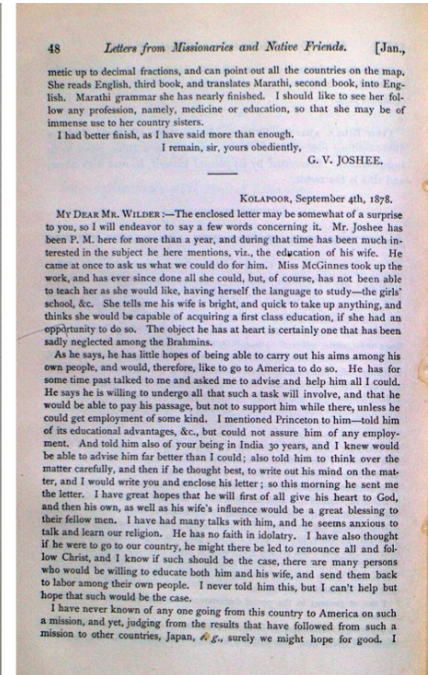 48 Letters from Missionaries and Native Friends. [Jan.,
metic up to decimal fractions, and can point out all the countries on the map.
She reads English, third book, and translates Marathi, second book, into Eng-
lish. Marathi grammar she has nearly finished. I should like to see her fol-
low any profession, namely, medicine or education, so that she may be of
immense use to her country sisters.
I had better finish, as I have said more than enough.
I remain, sir, yours obediently,
G. V. JOSHEE.
KOLAPOOR, September 4th, 1878.
MY DEAR MR. WILDER:—The enclosed letter may be somewhat of a surprise
to you, so I will endeavor to say a few words concerning it. Mr. Joshee has
been P. M. here for more than a year, and during that time has been much in-
terested in the subject he here mentions, viz., the education of his wife. He
came at once to ask us what we could do for him. Miss McGinnes took up the
work, and has ever since done all she could, but, of course, has not been able
to teach her as she would like, having herself the language to study—the girls'
school, &c. She tells me his wife is bright, and quick to take up anything, and
thinks she would be capable of acquiring a first class education, if she had an
opportunity to do so. The object he has at heart is certainly one that has been
sadly neglected among the Brahmins.
As he says, he has little hopes of being able to carry out his aims among his
own people, and would, therefore, like to go to America to do so. He has for
some time past talked to me and asked me to advise and help him all I could.
He says he is willing to undergo all that such a task will involve, and that he
would be able to pay his passage, but not to support him while there, unless he
could get employment of some kind. I mentioned Princeton to him—told him
of its educational advantages, &c., but could not assure him of any employ-
ment. And told him also of your being in India 30 years, and I knew would
be able to advise him far better than I could; also told him to think over the
matter carefully, and then if he thought best, to write out his mind on the mat-
ter, and I would write you and enclose his letter; so this morning he sent me
the letter. I have great hopes that he will first of all give his heart to God,
and then his own, as well as his wife's influence would be a great blessing to
their fellow men. I have had many talks with him, and he seems anxious to
talk and learn our religion. He has no faith in idolatry. I have also thought
if he were to go to our country, he might there be led to renounce all and fol-
low Christ, and I know if such should be the case, there are many persons
who would be willing to educate both him and his wife, and send them back
to labor among their own people. I never told him this, but I can't help but
hope that such would be the case.
I have never known of any one going from this country to America on such
a mission, and yet, judging from the results that have followed from such a
mission to other countries, Japan, g., surely we might hope for good. I